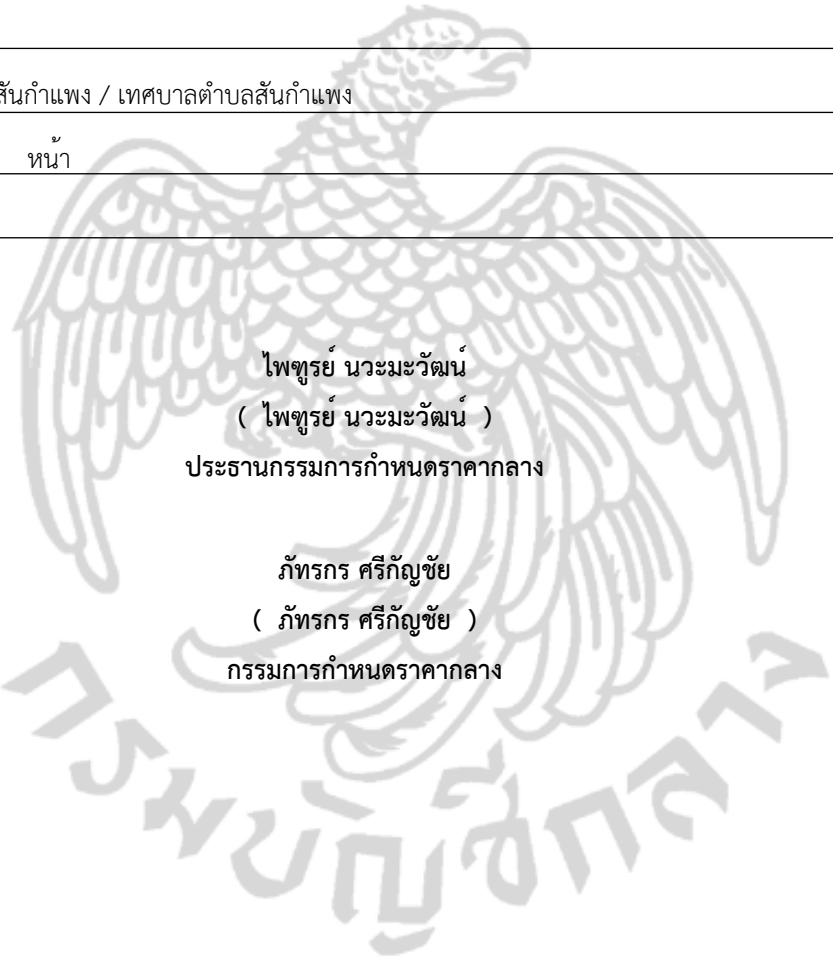 สันกำแพง / เทศบาลตำบลสันกำแพง
หน้า
ไพฑูรย์ นวะมะวัฒน์
( ไพฑูรย์ นวะมะวัฒน์ )
ประธานกรรมการกำหนดราคากลาง
ภัทรกร ศรีกัญชัย
( ภัทรกร ศรีกัญชัย )
กรรมการกำหนดราคากลาง
กรมบัญชีกลาง